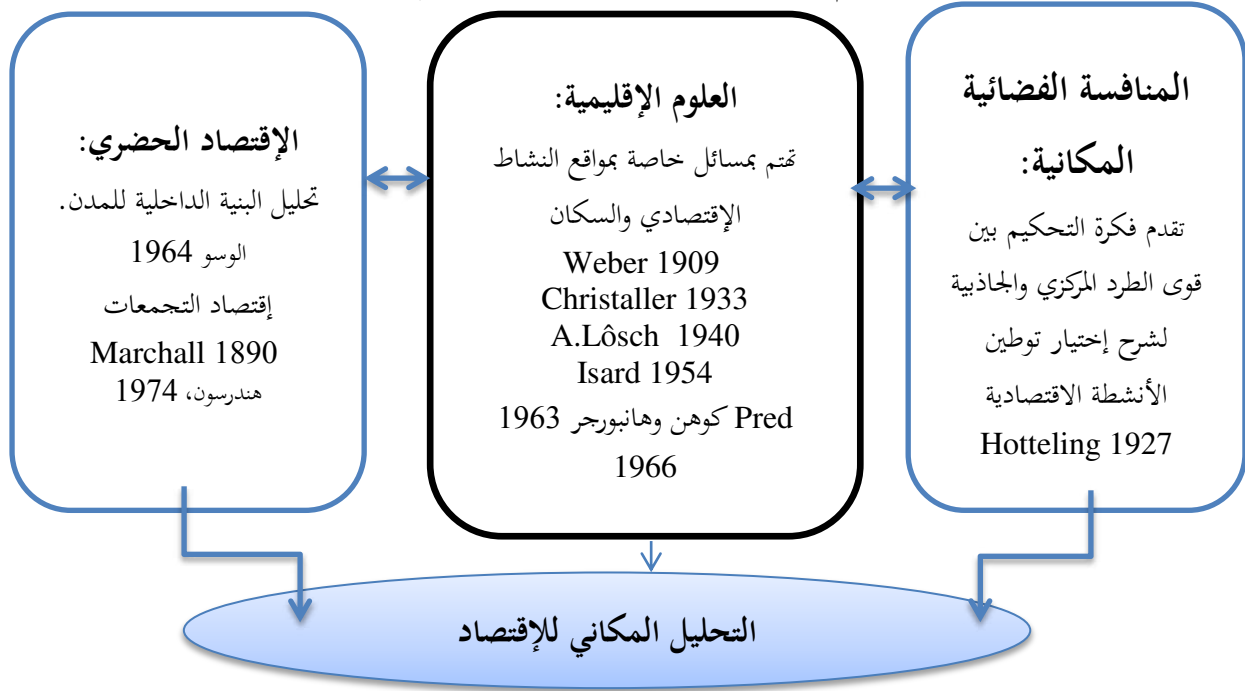 المنافسة الفضائية
المكانية:
تقدم فكرة التحكيم بين
قوى الطرد المركزي والجاذبية
لشرح إختيار توطين
الأنشطة الاقتصادية
Hotteling 1927
العلوم الإقليمية:
تهتم بمسائل خاصة بمواقع النشاط
الإقتصادي والسكان
Weber 1909
Christaller 1933
A.Lôsch 1940
Isard 1954
كوهن وهانبورجر 1963 Pred
1966
الإقتصاد الحضري:
تحليل البنية الداخلية للمدن.
الوسو 1964
إقتصاد التجمعات
Marchall 1890
هندرسون، 1974
التحليل المكاني للإقتصاد